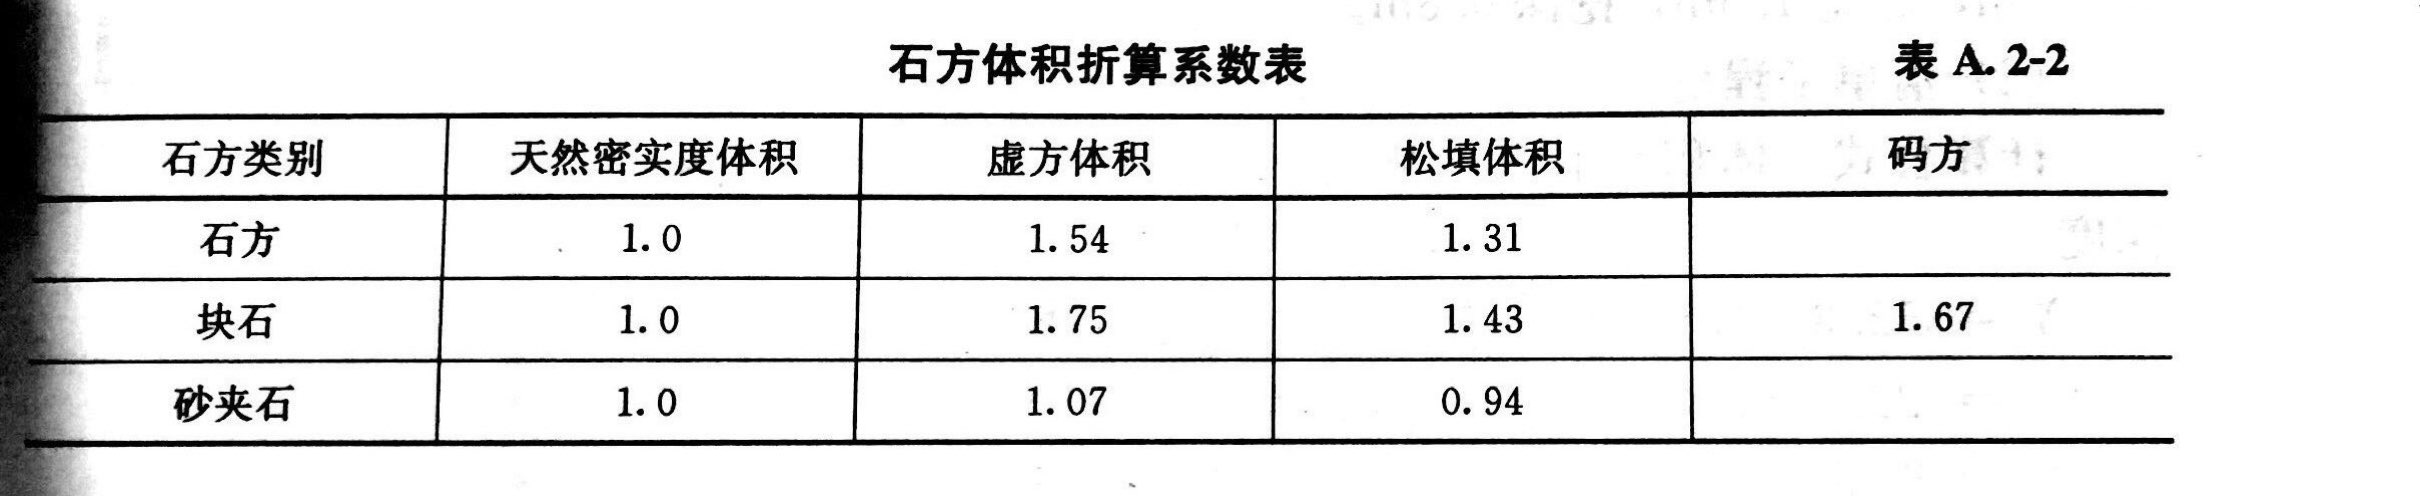 石方体积折算系数表 表 A.2-2
石方类别 天然密实度体积 虚方体积 松填体积 码方
石方 1.0 1.54 1.31
块石 1.0 1.75 1.43 1.67
砂夹石 1.0 1.07 0.94